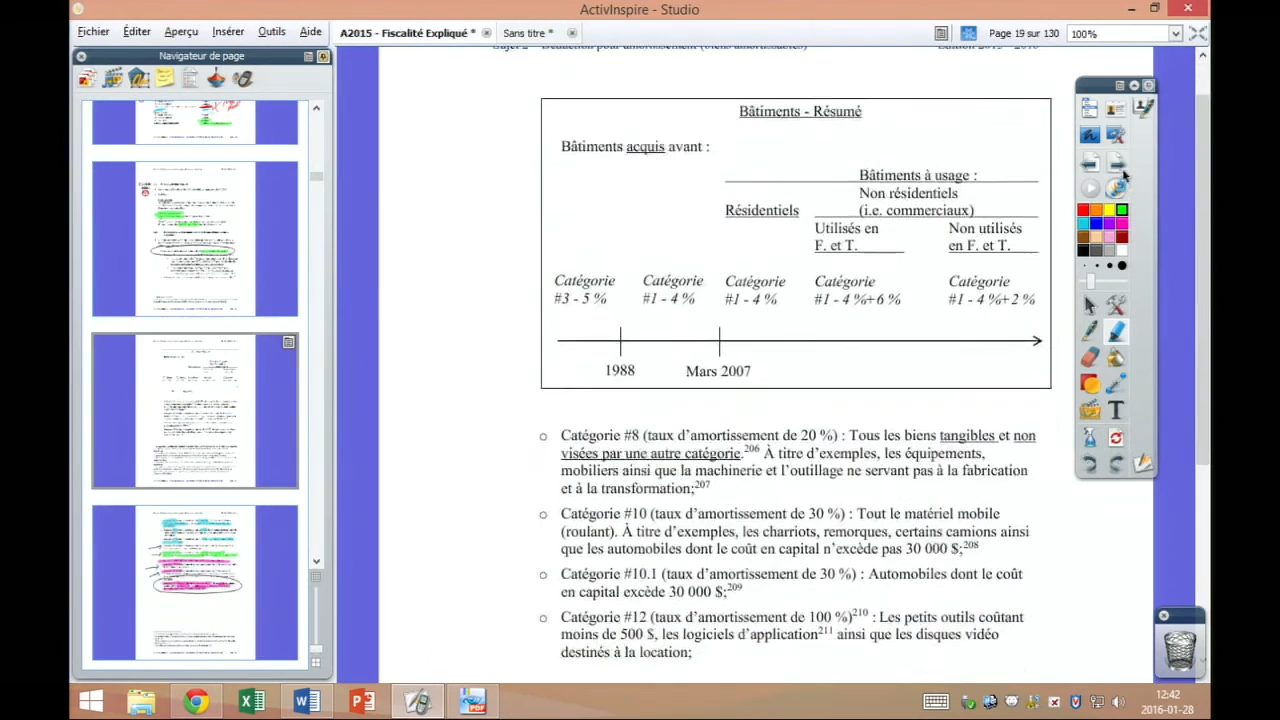 ActivInspire - Studio
Fichier Éditer Aperçu Insérer Outils Aide
A2015 - Fiscalité Expliqué * Sans titre * Page 19 sur 130 100%
Navigateur de page
Bâtiments - Résumé
Bâtiments acquis avant :
Bâtiments à usage :
Non résidentiels
Résidentiels (i.e. commerciaux)
Utilisés en Non utilisés
F. et T. en F. et T.
Catégorie Catégorie Catégorie Catégorie Catégorie
#3 - 5 % #1 - 4 % #1 - 4 % #1 - 4 %+6 % #1 - 4 %+2 %
1988 Mars 2007
o Catégorie #8 (taux d’amortissement de 20 %) : Les biens tangibles et non
visées par une autre catégorie.206 À titre d’exemples, les équipements,
mobiliers ainsi que la machinerie et l’outillage ne servant pas à la fabrication
et à la transformation;207
o Catégorie #10 (taux d’amortissement de 30 %) : Tout matériel mobile
(roulant). À titre d’exemples, les chariots, remorques, certains camions ainsi
que les automobiles dont le coût en capital n’excède pas 30 000 $;208
o Catégorie #10.1 (taux d’amortissement de 30 %) : Automobiles dont le coût
en capital excède 30 000 $;209
o Catégorie #12 (taux d’amortissement de 100 %)210 : Les petits outils coûtant
moins de 500 $, les logiciels d’application211 ainsi que les disques vidéo
destinés à la location;
12:42
2016-01-28